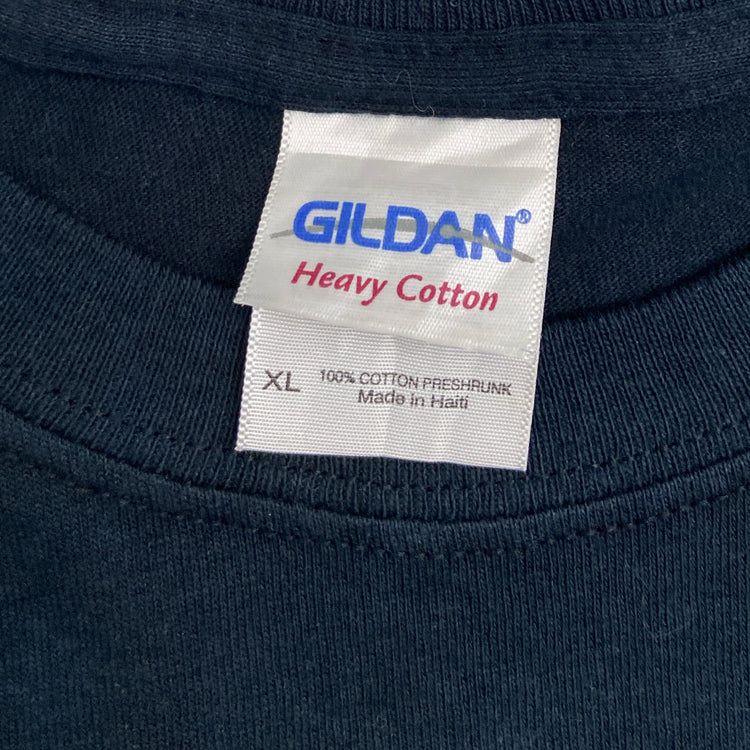 GILDAN®
Heavy Cotton
XL 100% COTTON PRESHRUNK
Made in Haiti